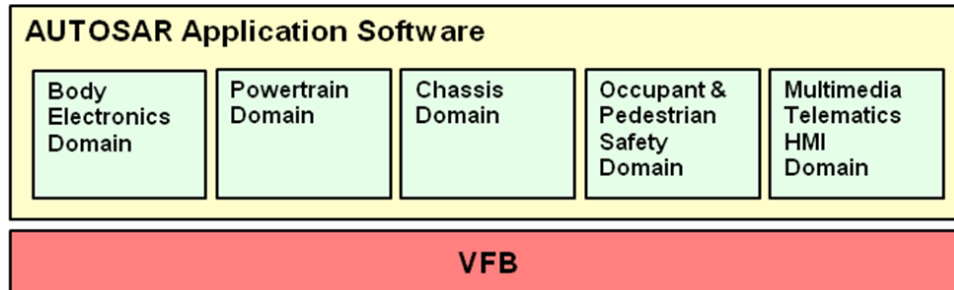 AUTOSAR Application Software
Body
Electronics
Domain
Powertrain
Domain
Chassis
Domain
Occupant &
Pedestrian
Safety
Domain
Multimedia
Telematics
HMI
Domain
VFB